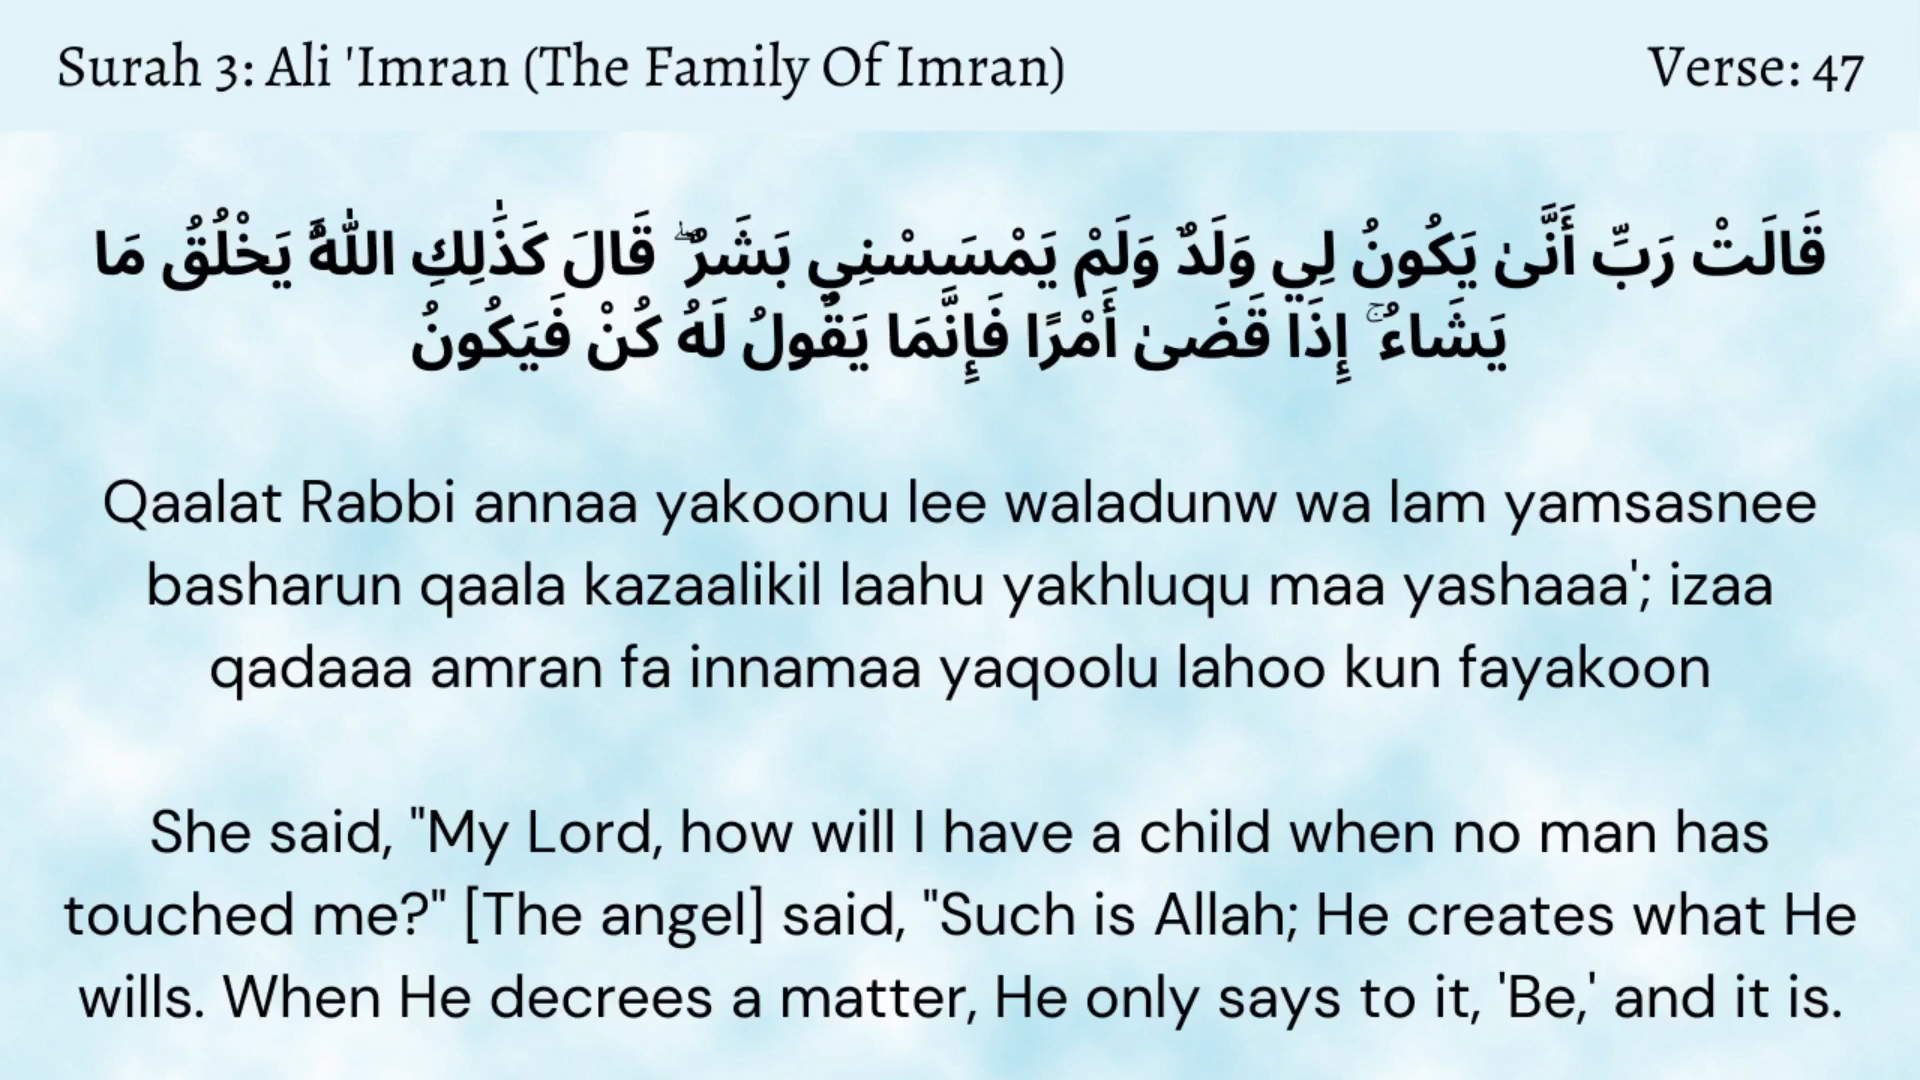 Surah 3: Ali 'Imran (The Family Of Imran)
Verse: 47
قَالَتْ رَبِّ أَنَّىٰ يَكُونُ لِي وَلَدٌ وَلَمْ يَمْسَسْنِي بَشَرٌ ۖ قَالَ كَذَٰلِكِ اللَّهُ يَخْلُقُ مَا
يَشَاءُ ۚ إِذَا قَضَىٰ أَمْرًا فَإِنَّمَا يَقُولُ لَهُ كُنْ فَيَكُونُ
Qaalat Rabbi annaa yakoonu lee waladunw wa lam yamsasnee
basharun qaala kazaalikil laahu yakhluqu maa yashaaa'; izaa
qadaaa amran fa innamaa yaqoolu lahoo kun fayakoon
She said, "My Lord, how will I have a child when no man has
touched me?" [The angel] said, "Such is Allah; He creates what He
wills. When He decrees a matter, He only says to it, 'Be,' and it is.